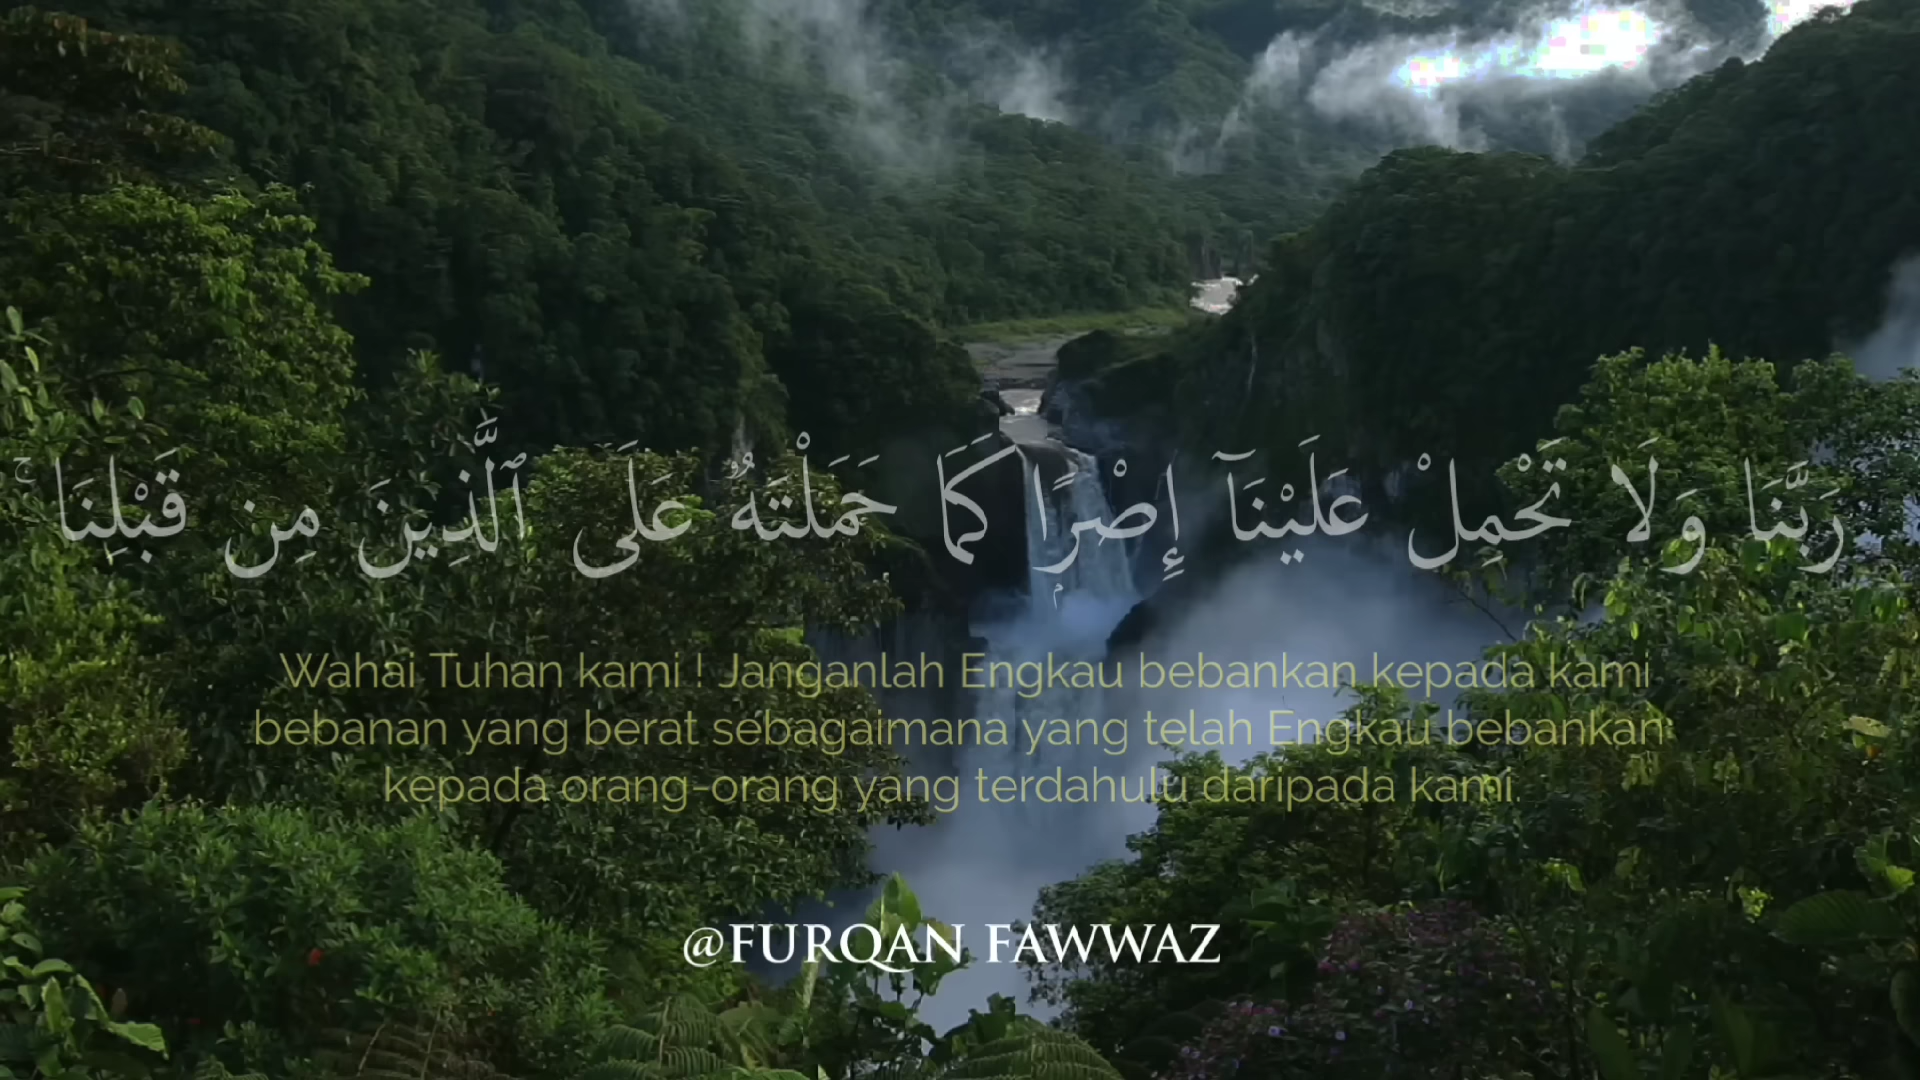 رَبَّنَا وَلَا تَحْمِلْ عَلَيْنَآ إِصْرًا كَمَا حَمَلْتَهُۥ عَلَى ٱلَّذِينَ مِن قَبْلِنَا ۚ
Wahai Tuhan kami ! Janganlah Engkau bebankan kepada kami
bebanan yang berat sebagaimana yang telah Engkau bebankan
kepada orang-orang yang terdahulu daripada kami.
@FURQAN FAWWAZ